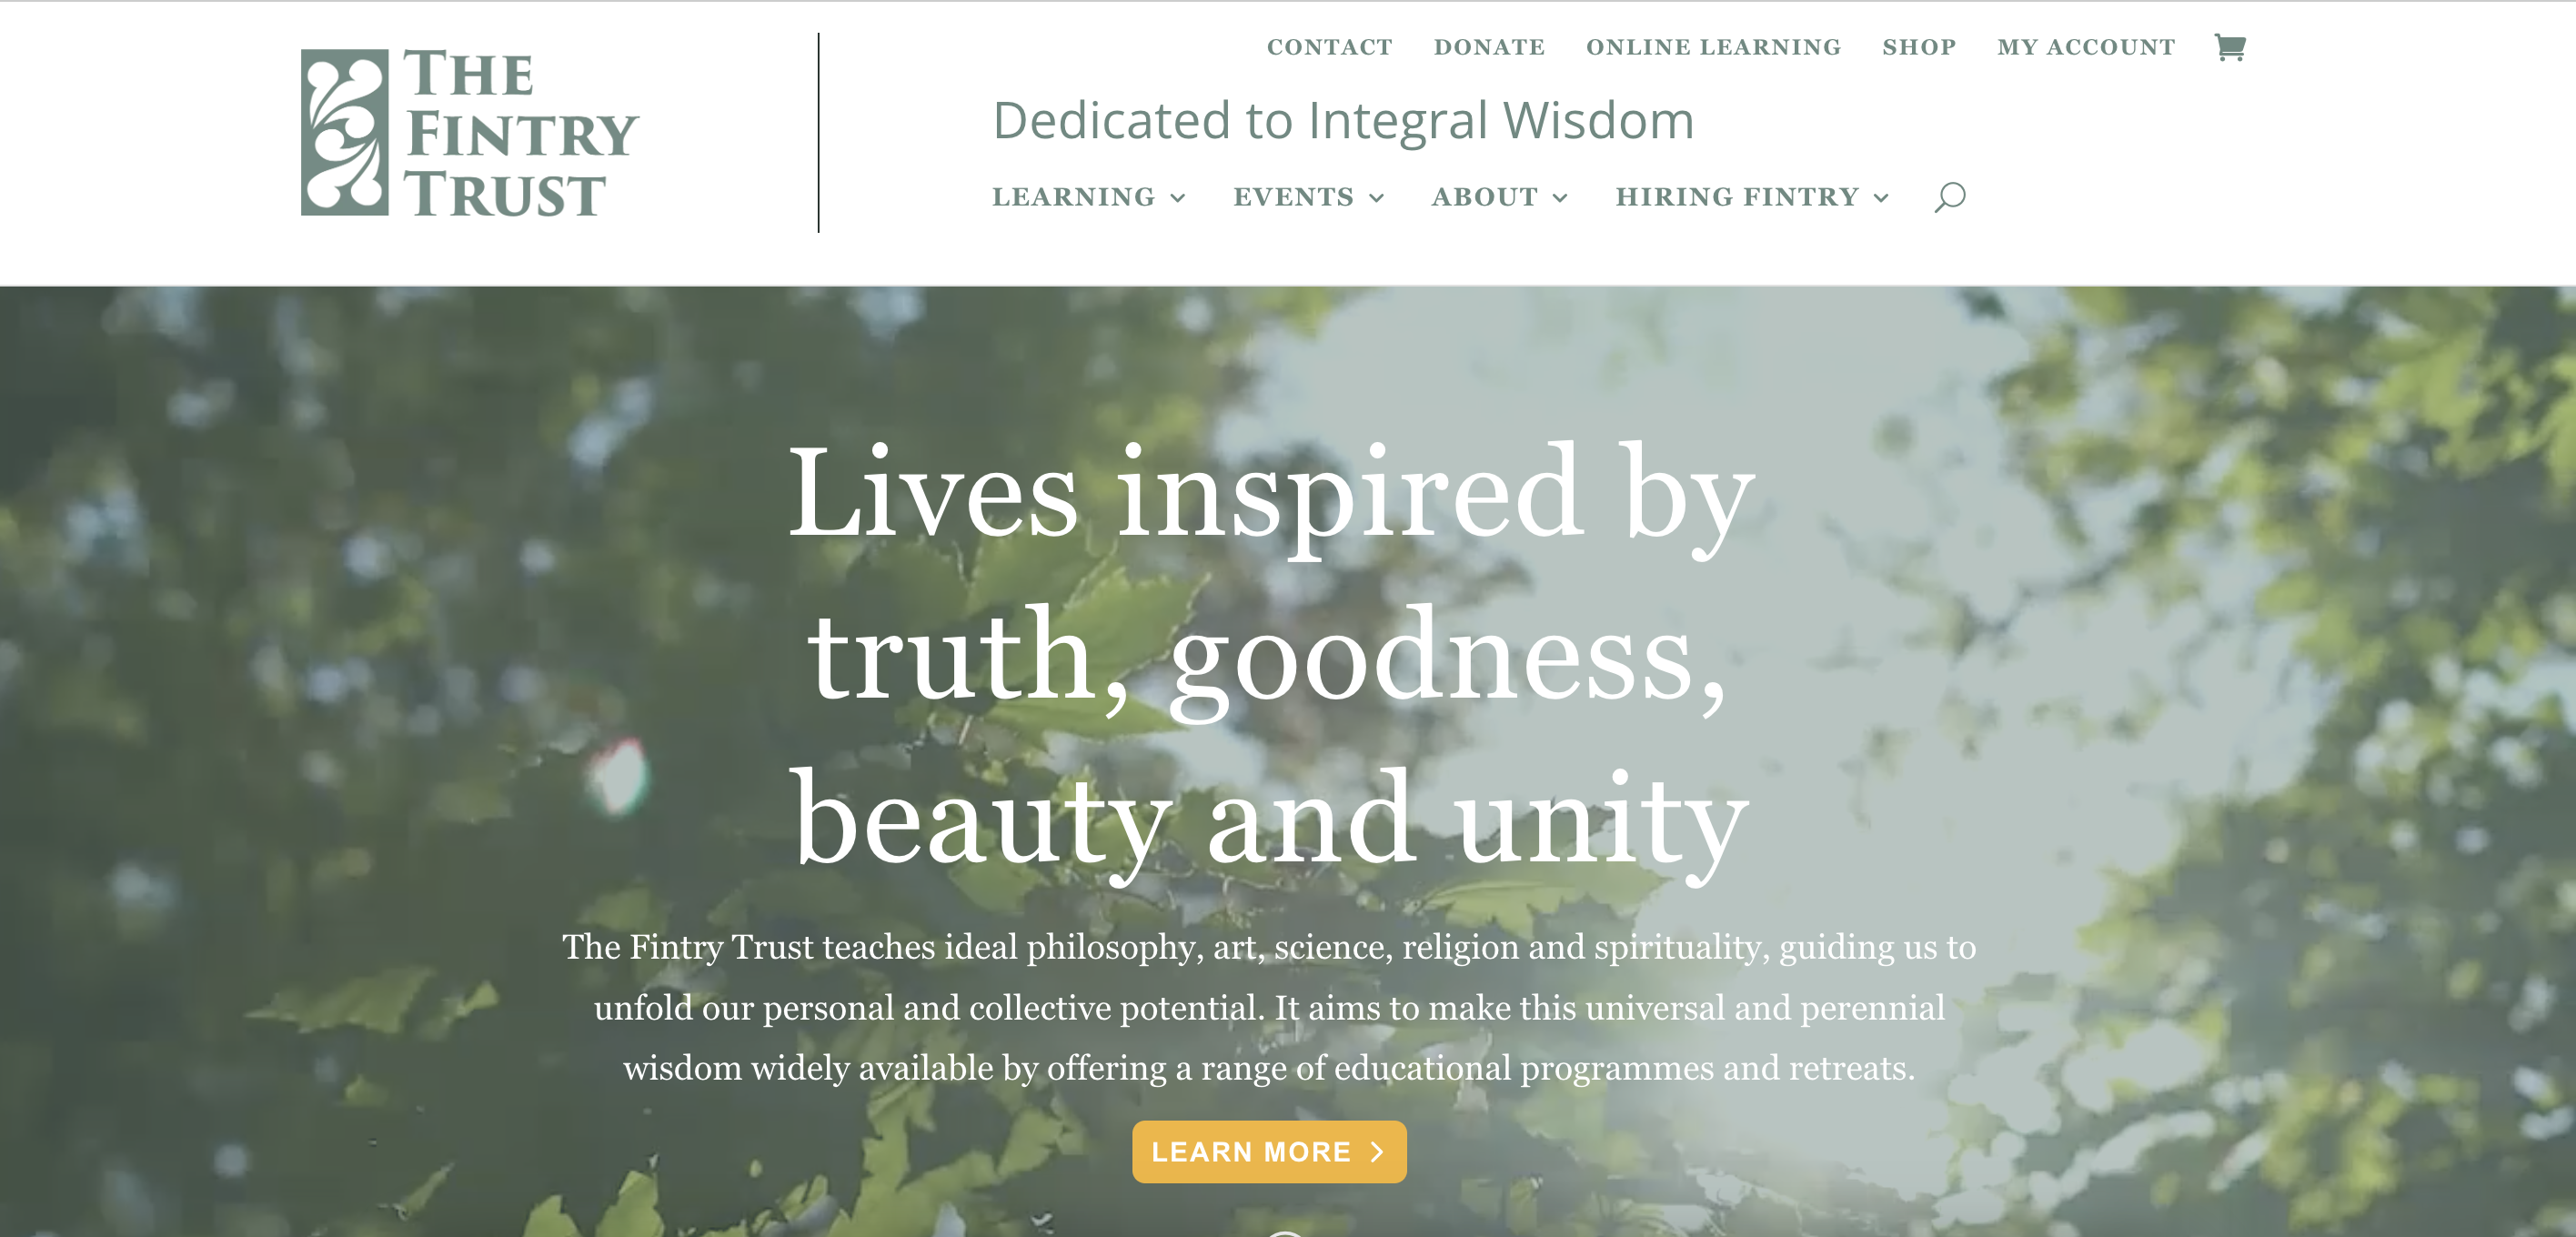 THE
FINTRY
TRUST
CONTACT DONATE ONLINE LEARNING SHOP MY ACCOUNT
Dedicated to Integral Wisdom
LEARNING EVENTS ABOUT HIRING FINTRY
Lives inspired by
truth, goodness,
beauty and unity
The Fintry Trust teaches ideal philosophy, art, science, religion and spirituality, guiding us to
unfold our personal and collective potential. It aims to make this universal and perennial
wisdom widely available by offering a range of educational programmes and retreats.
LEARN MORE